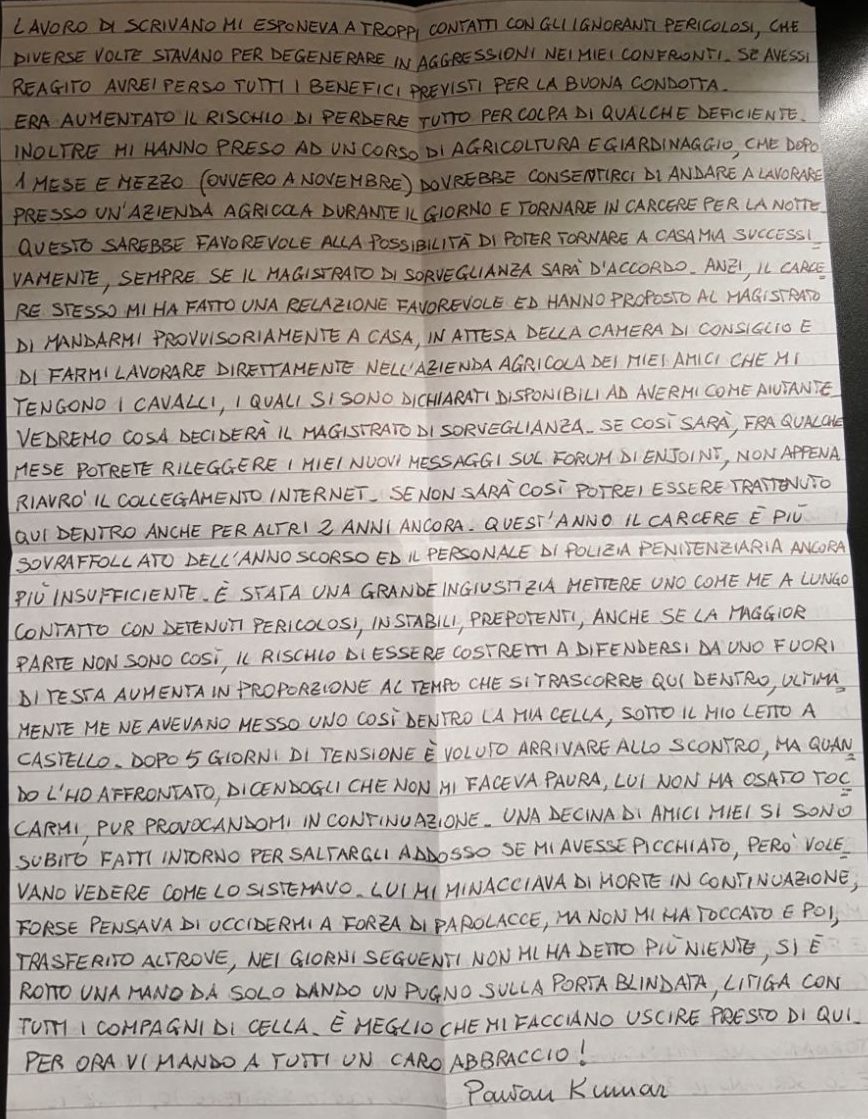 LAVORO DI SCRIVANO MI ESPONEVA A TROPPI CONTATTI CON GLI IGNORANTI PERICOLOSI, CHE
DIVERSE VOLTE STAVANO PER DEGENERARE IN AGGRESSIONI NEI MIEI CONFRONTI. SE AVESSI
REAGITO AVREI PERSO TUTTI I BENEFICI PREVISTI PER LA BUONA CONDOTTA.
ERA AUMENTATO IL RISCHIO DI PERDERE TUTTO PER COLPA DI QUALCHE DEFICIENTE.
INOLTRE MI HANNO PRESO AD UN CORSO DI AGRICOLTURA E GIARDINAGGIO, CHE DOPO
1 MESE E MEZZO (OVVERO A NOVEMBRE) DOVREBBE CONSENTIRCI DI ANDARE A LAVORARE
PRESSO UN'AZIENDA AGRICOLA DURANTE IL GIORNO E TORNARE IN CARCERE PER LA NOTTE.
QUESTO SAREBBE FAVOREVOLE ALLA POSSIBILITÀ DI POTER TORNARE A CASA MIA SUCCESSI_
VAMENTE, SEMPRE SE IL MAGISTRATO DI SORVEGLIANZA SARÀ D'ACCORDO. ANZI, IL CARCE
RE STESSO MI HA FATTO UNA RELAZIONE FAVOREVOLE ED HANNO PROPOSTO AL MAGISTRATO
DI MANDARMI PROVVISORIAMENTE A CASA, IN ATTESA DELLA CAMERA DI CONSIGLIO E
DI FARMI LAVORARE DIRETTAMENTE NELL'AZIENDA AGRICOLA DEI MIEI AMICI CHE MI
TENGONO I CAVALLI, I QUALI SI SONO DICHIARATI DISPONIBILI AD AVERMI COME AIUTANTE.
VEDREMO COSA DECIDERÀ IL MAGISTRATO DI SORVEGLIANZA. SE COSÌ SARÀ, FRA QUALCHE
MESE POTRETE RILEGGERE I MIEI NUOVI MESSAGGI SUL FORUM DI ENJOINT, NON APPENA
RIAVRO' IL COLLEGAMENTO INTERNET. SE NON SARÀ COSÌ POTREI ESSERE TRATTENUTO
QUI DENTRO ANCHE PER ALTRI 2 ANNI ANCORA. QUEST'ANNO IL CARCERE È PIÙ
SOVRAFFOLLATO DELL'ANNO SCORSO ED IL PERSONALE DI POLIZIA PENITENZIARIA ANCORA
PIÙ INSUFFICIENTE. È STATA UNA GRANDE INGIUSTIZIA METTERE UNO COME ME A LUNGO
CONTATTO CON DETENUTI PERICOLOSI, INSTABILI, PREPOTENTI, ANCHE SE LA MAGGIOR
PARTE NON SONO COSÌ, IL RISCHIO DI ESSERE COSTRETTI A DIFENDERSI DA UNO FUORI
DI TESTA AUMENTA IN PROPORZIONE AL TEMPO CHE SI TRASCORRE QUI DENTRO, ULTIMA_
MENTE ME NE AVEVANO MESSO UNO COSÌ DENTRO LA MIA CELLA, SOTTO IL MIO LETTO A
CASTELLO. DOPO 5 GIORNI DI TENSIONE È VOLUTO ARRIVARE ALLO SCONTRO, MA QUAN_
DO L'HO AFFRONTATO, DICENDOGLI CHE NON MI FACEVA PAURA, LUI NON HA OSATO TOC
CARMI, PUR PROVOCANDOMI IN CONTINUAZIONE. UNA DECINA DI AMICI MIEI SI SONO
SUBITO FATTI INTORNO PER SALTARGLI ADDOSSO SE MI AVESSE PICCHIATO, PERO' VOLE_
VANO VEDERE COME LO SISTEMAVO. LUI MI MINACCIAVA DI MORTE IN CONTINUAZIONE,
FORSE PENSAVA DI UCCIDERMI A FORZA DI PAROLACCE, MA NON MI HA TOCCATO E POI,
TRASFERITO ALTROVE, NEI GIORNI SEGUENTI NON MI HA DETTO PIÙ NIENTE, SI È
ROTTO UNA MANO DA SOLO DANDO UN PUGNO SULLA PORTA BLINDATA, LITIGA CON
TUTTI I COMPAGNI DI CELLA. È MEGLIO CHE MI FACCIANO USCIRE PRESTO DI QUI.
PER ORA VI MANDO A TUTTI UN CARO ABBRACCIO!
Pawan Kumar